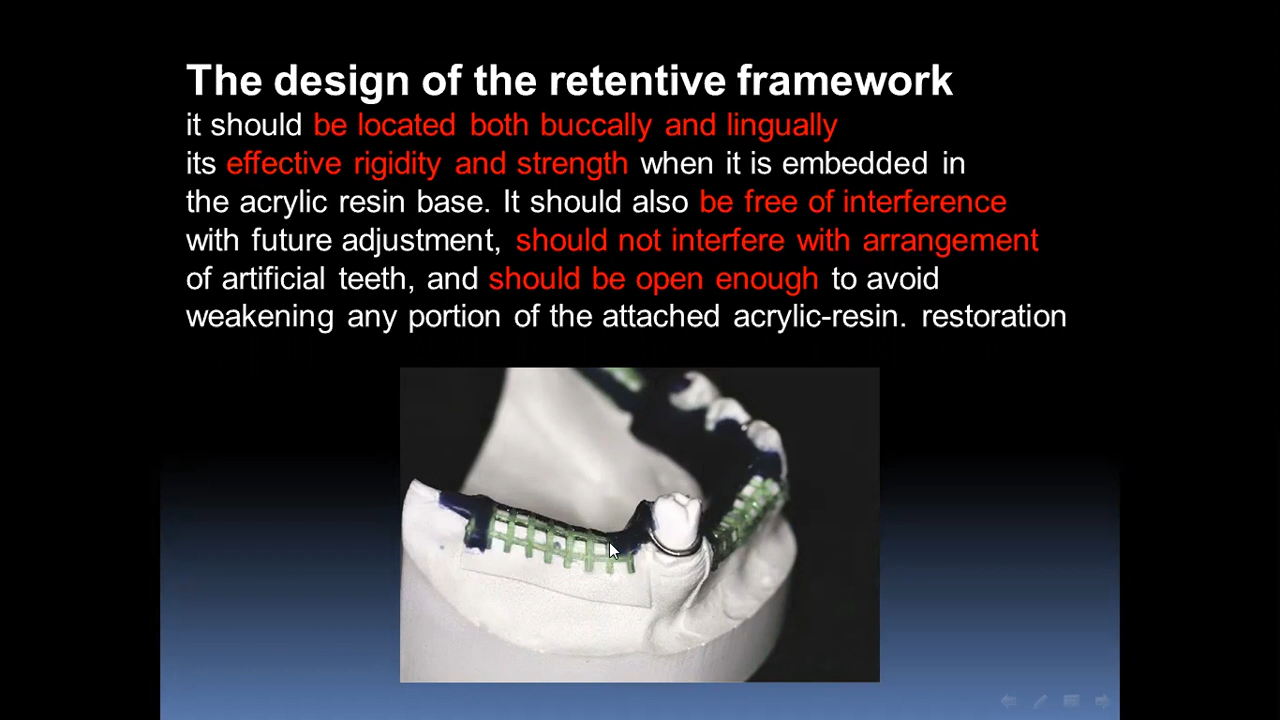 The design of the retentive framework
it should be located both buccally and lingually
its effective rigidity and strength when it is embedded in
the acrylic resin base. It should also be free of interference
with future adjustment, should not interfere with arrangement
of artificial teeth, and should be open enough to avoid
weakening any portion of the attached acrylic-resin. restoration